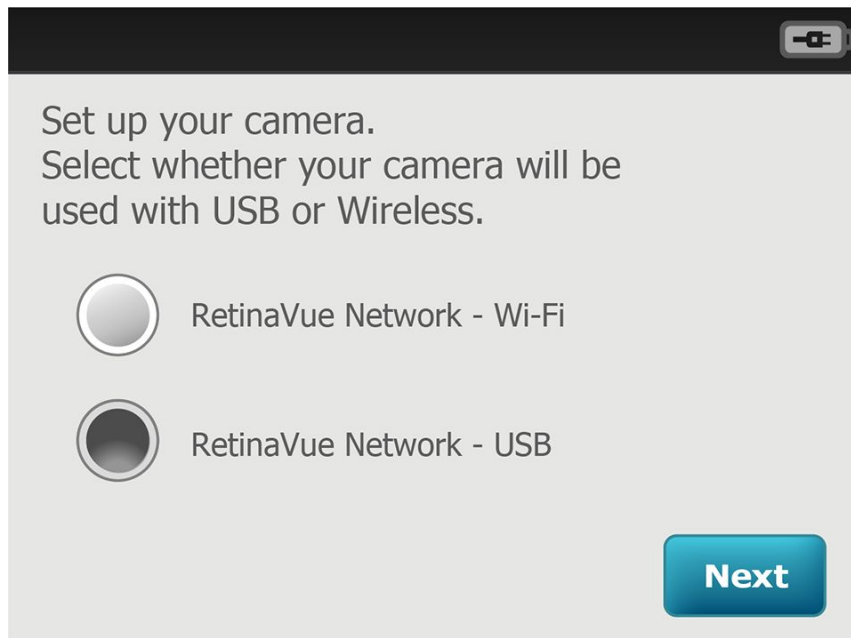 Set up your camera.
Select whether your camera will be
used with USB or Wireless.
RetinaVue Network - Wi-Fi
RetinaVue Network - USB
Next